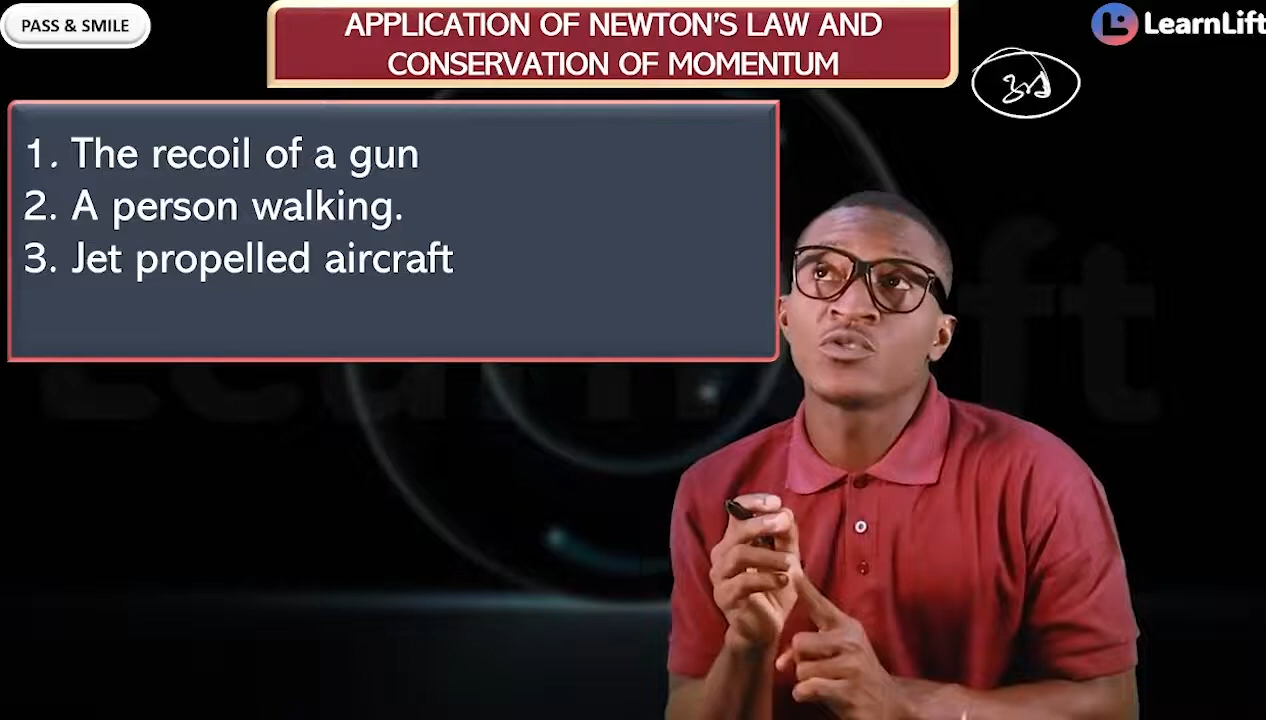 PASS & SMILE
APPLICATION OF NEWTON'S LAW AND
CONSERVATION OF MOMENTUM
LearnLift
3rd
1. The recoil of a gun
2. A person walking.
3. Jet propelled aircraft